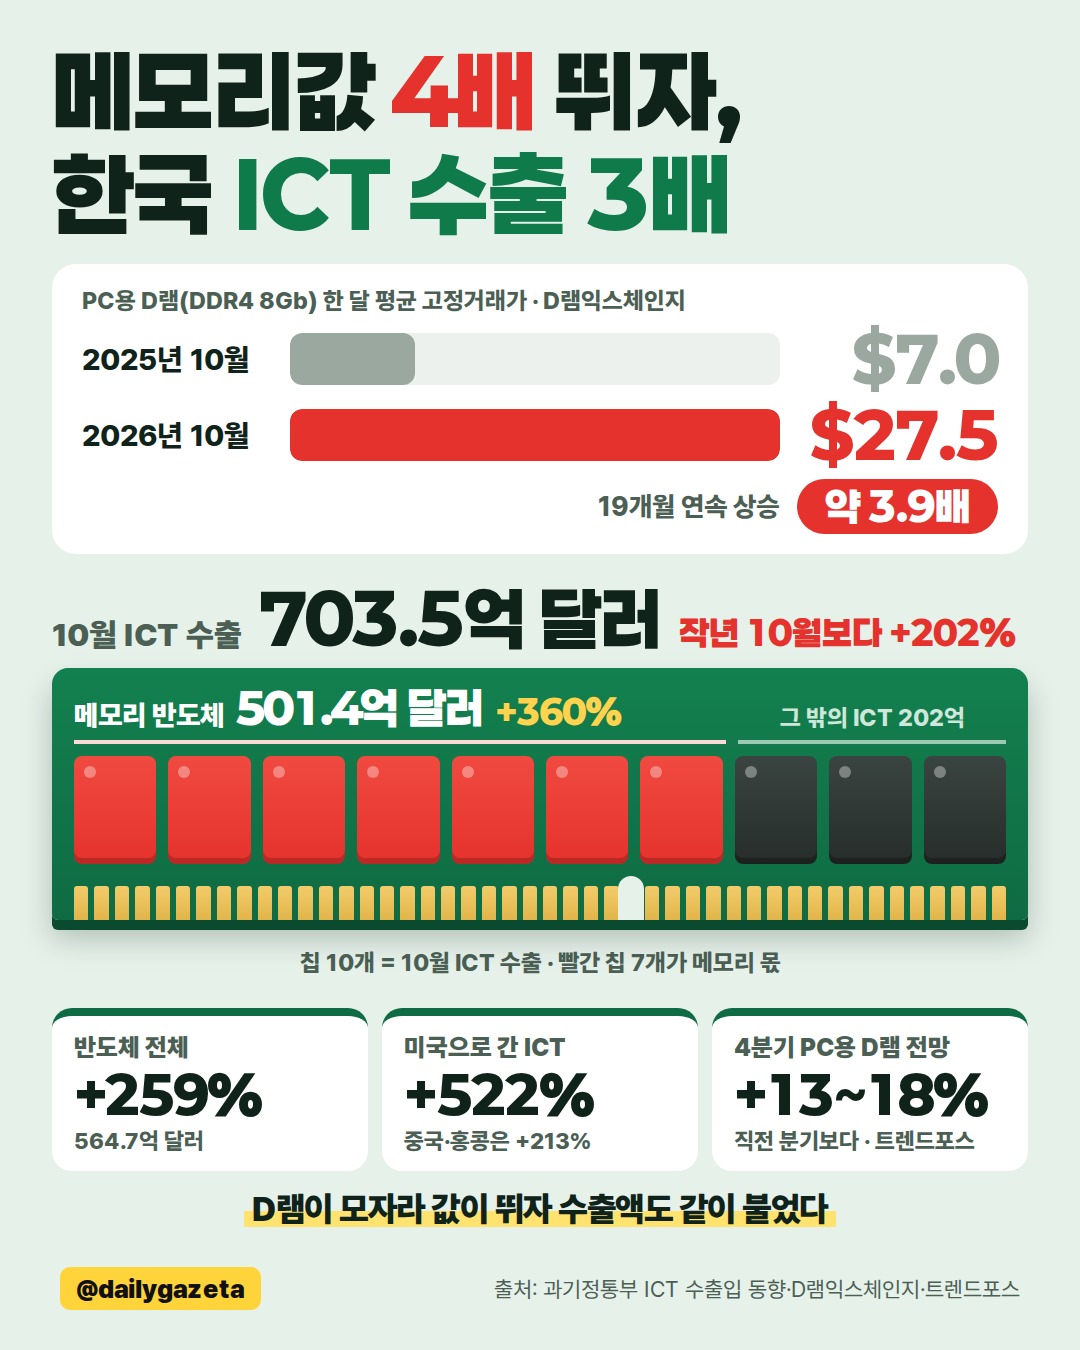 메모리값 4배 뛰자,
한국 ICT 수출 3배
PC용 D램(DDR4 8Gb) 한 달 평균 고정거래가 · D램익스체인지
2025년 10월
$7.0
2026년 10월
$27.5
19개월 연속 상승
약 3.9배
10월 ICT 수출 703.5억 달러 작년 10월보다 +202%
메모리 반도체 501.4억 달러 +360%
그 밖의 ICT 202억
칩 10개 = 10월 ICT 수출 · 빨간 칩 7개가 메모리 몫
반도체 전체
+259%
564.7억 달러
미국으로 간 ICT
+522%
중국·홍콩은 +213%
4분기 PC용 D램 전망
+13~18%
직전 분기보다 · 트렌드포스
D램이 모자라 값이 뛰자 수출액도 같이 불었다
@dailygazeta
출처: 과기정통부 ICT 수출입 동향·D램익스체인지·트렌드포스